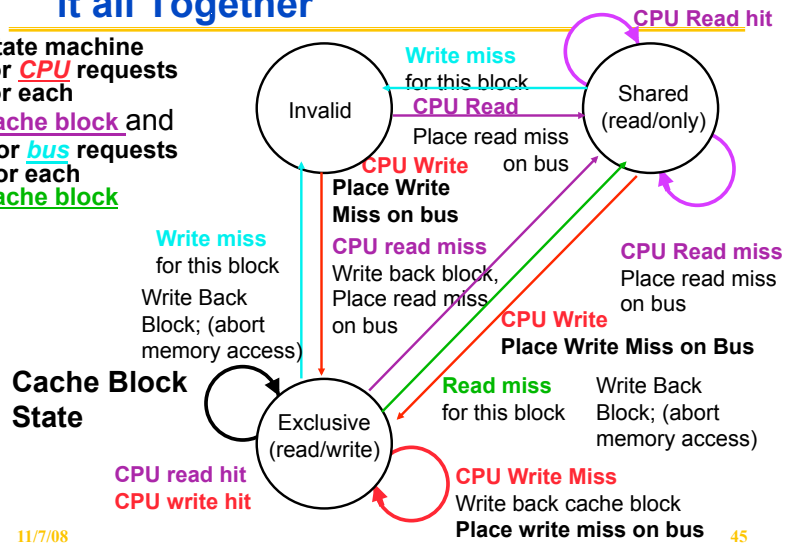 it all Together
tate machine
or CPU requests
or each
ache block and
or bus requests
or each
ache block
CPU Read hit
Write miss
for this block
Invalid
CPU Read
Shared
(read/only)
Place read miss
on bus
CPU Write
Place Write
Miss on bus
Write miss
for this block
Write Back
Block; (abort
memory access)
CPU read miss
Write back block,
Place read miss
on bus
CPU Read miss
Place read miss
on bus
CPU Write
Place Write Miss on Bus
Cache Block
State
Read miss
for this block
Write Back
Block; (abort
memory access)
Exclusive
(read/write)
CPU read hit
CPU write hit
CPU Write Miss
Write back cache block
Place write miss on bus
11/7/08
45